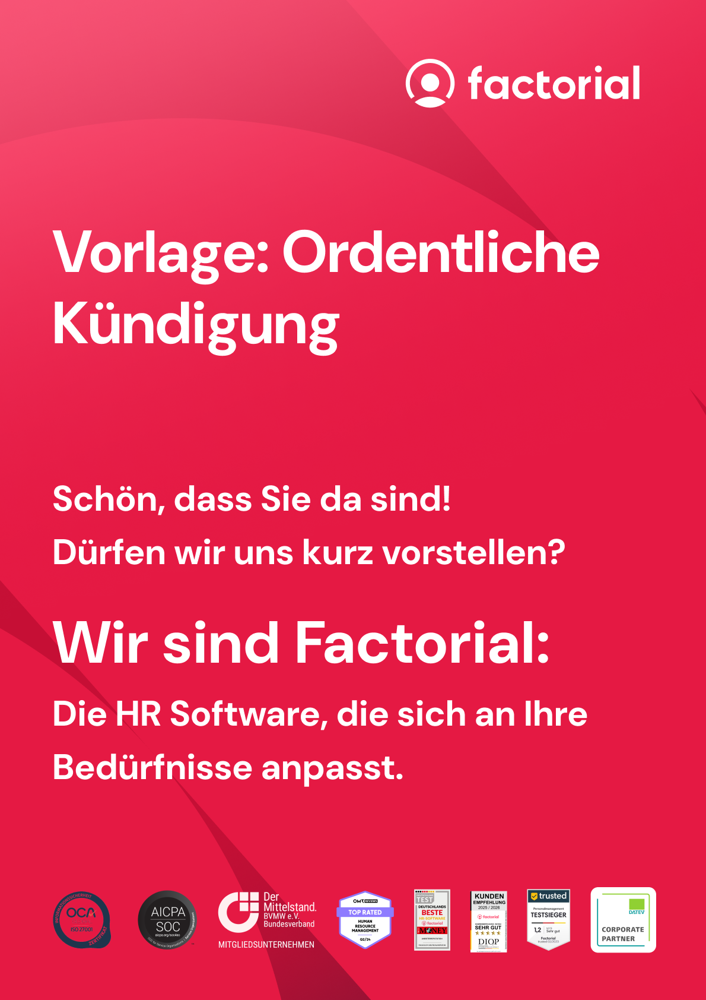 factorial
Vorlage: Ordentliche
Kündigung
Schön, dass Sie da sind!
Dürfen wir uns kurz vorstellen?
Wir sind Factorial:
Die HR Software, die sich an Ihre
Bedürfnisse anpasst.
INFORMATIONSSICHERHEIT
OCA
ISO 27001
ZERTIFIKAT
AICPA
SOC
aicpa.org/soc4so
SOC for Service Organizations | Service Organizations
Der
Mittelstand.
BVMW e.V.
Bundesverband
MITGLIEDSUNTERNEHMEN
OMR REVIEWS
TOP RATED
HUMAN
RESOURCE
MANAGEMENT
Q2/24
DEUTSCHLAND
TEST
DEUTSCHLANDS
BESTE
HR-SOFTWARE
factorial
MONEY
KUNDEN
EMPFEHLUNG
2025 / 2026
factorial
SEHR GUT
DIQP
trusted
Personalmanagement
TESTSIEGER
1,2
NOTE
Sehr gut
Factorial
trusted 02/2023
DATEV
CORPORATE
PARTNER